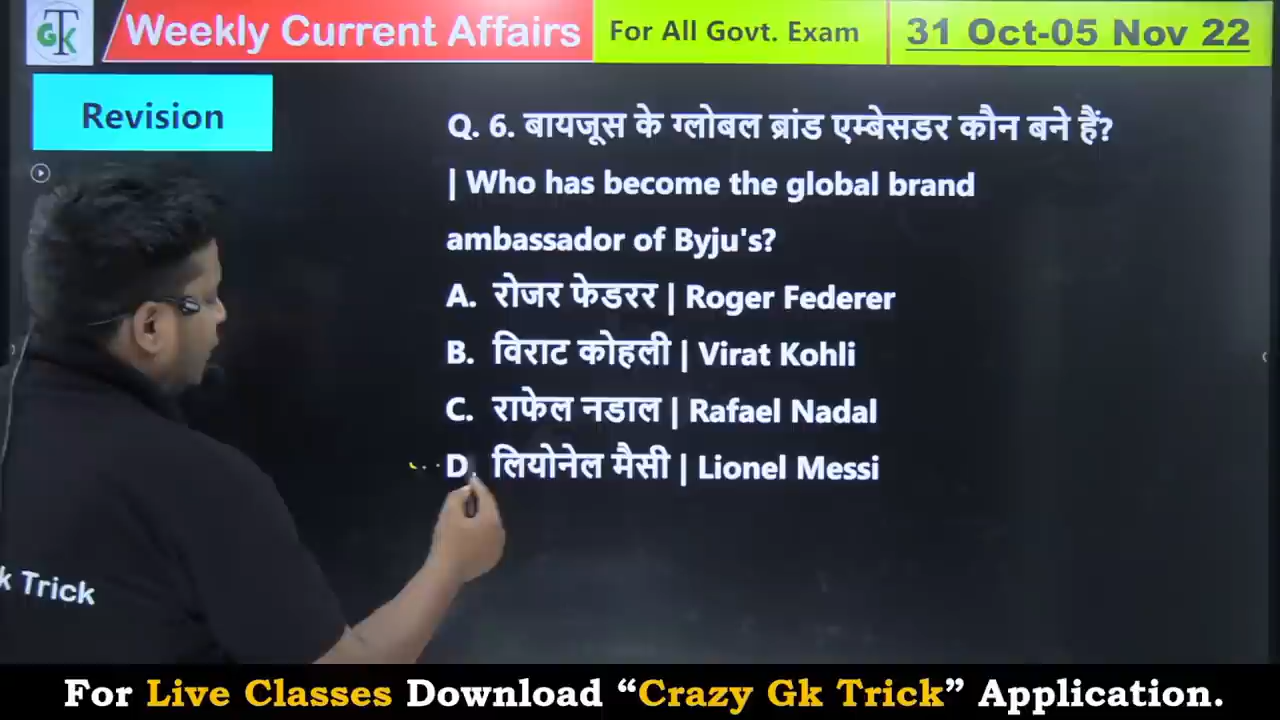 GTK
Weekly Current Affairs
For All Govt. Exam
31 Oct-05 Nov 22
Revision
Q. 6. बायजूस के ग्लोबल ब्रांड एम्बेसडर कौन बने हैं?
| Who has become the global brand
ambassador of Byju's?
A. रोजर फेडरर | Roger Federer
B. विराट कोहली | Virat Kohli
C. राफेल नडाल | Rafael Nadal
D. लियोनेल मैसी | Lionel Messi
k Trick
For Live Classes Download “Crazy Gk Trick” Application.